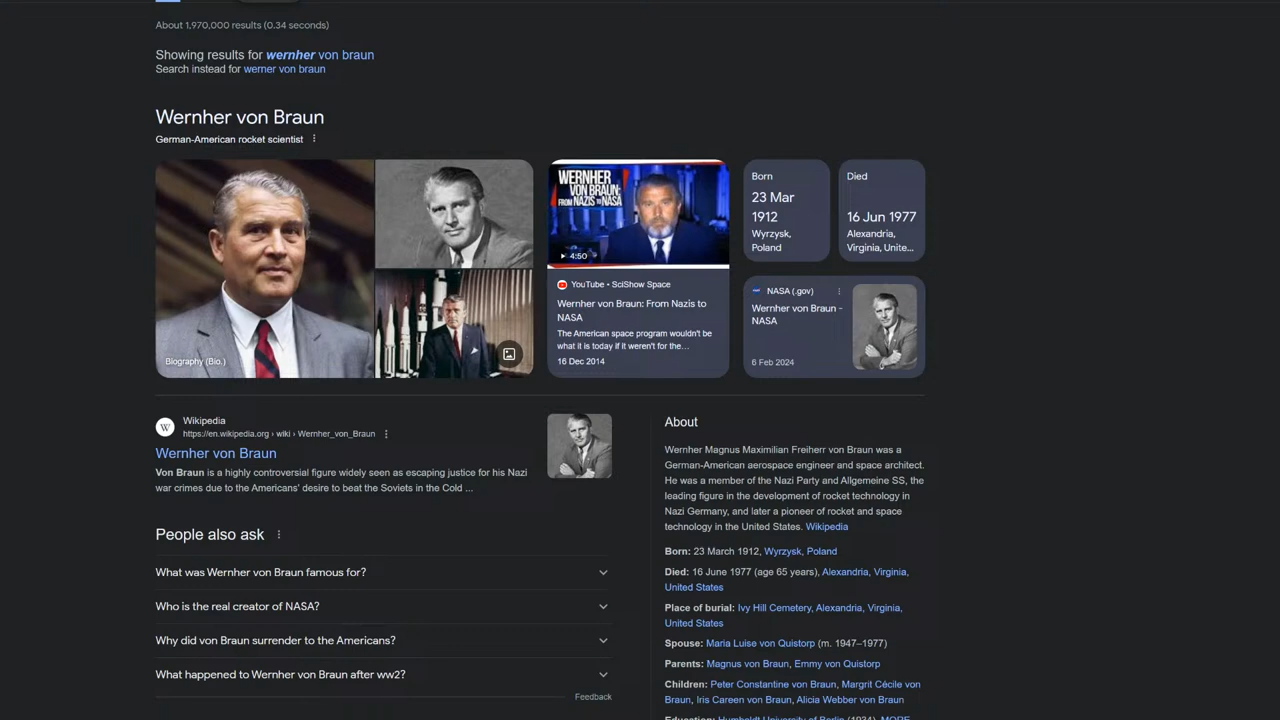 About 1,970,000 results (0.34 seconds)
Showing results for wernher von braun
Search instead for werner von braun
Wernher von Braun
German-American rocket scientist
Biography (Bio.)
WERNHER
VON BRAUN:
FROM NAZIS TO NASA
4:50
YouTube • SciShow Space
Wernher von Braun: From Nazis to
NASA
The American space program wouldn't be
what it is today if it weren't for the...
16 Dec 2014
Born
23 Mar
1912
Wyrzysk,
Poland
Died
16 Jun 1977
Alexandria,
Virginia, Unite...
NASA (.gov)
Wernher von Braun -
NASA
6 Feb 2024
W
Wikipedia
https://en.wikipedia.org › wiki › Wernher_von_Braun
Wernher von Braun
Von Braun is a highly controversial figure widely seen as escaping justice for his Nazi
war crimes due to the Americans' desire to beat the Soviets in the Cold ...
People also ask
What was Wernher von Braun famous for?
Who is the real creator of NASA?
Why did von Braun surrender to the Americans?
What happened to Wernher von Braun after ww2?
Feedback
About
Wernher Magnus Maximilian Freiherr von Braun was a
German-American aerospace engineer and space architect.
He was a member of the Nazi Party and Allgemeine SS, the
leading figure in the development of rocket technology in
Nazi Germany, and later a pioneer of rocket and space
technology in the United States. Wikipedia
Born: 23 March 1912, Wyrzysk, Poland
Died: 16 June 1977 (age 65 years), Alexandria, Virginia,
United States
Place of burial: Ivy Hill Cemetery, Alexandria, Virginia,
United States
Spouse: Maria Luise von Quistorp (m. 1947–1977)
Parents: Magnus von Braun, Emmy von Quistorp
Children: Peter Constantine von Braun, Margrit Cécile von
Braun, Iris Careen von Braun, Alicia Webber von Braun
Education: Humboldt University of Berlin (1934), MORE